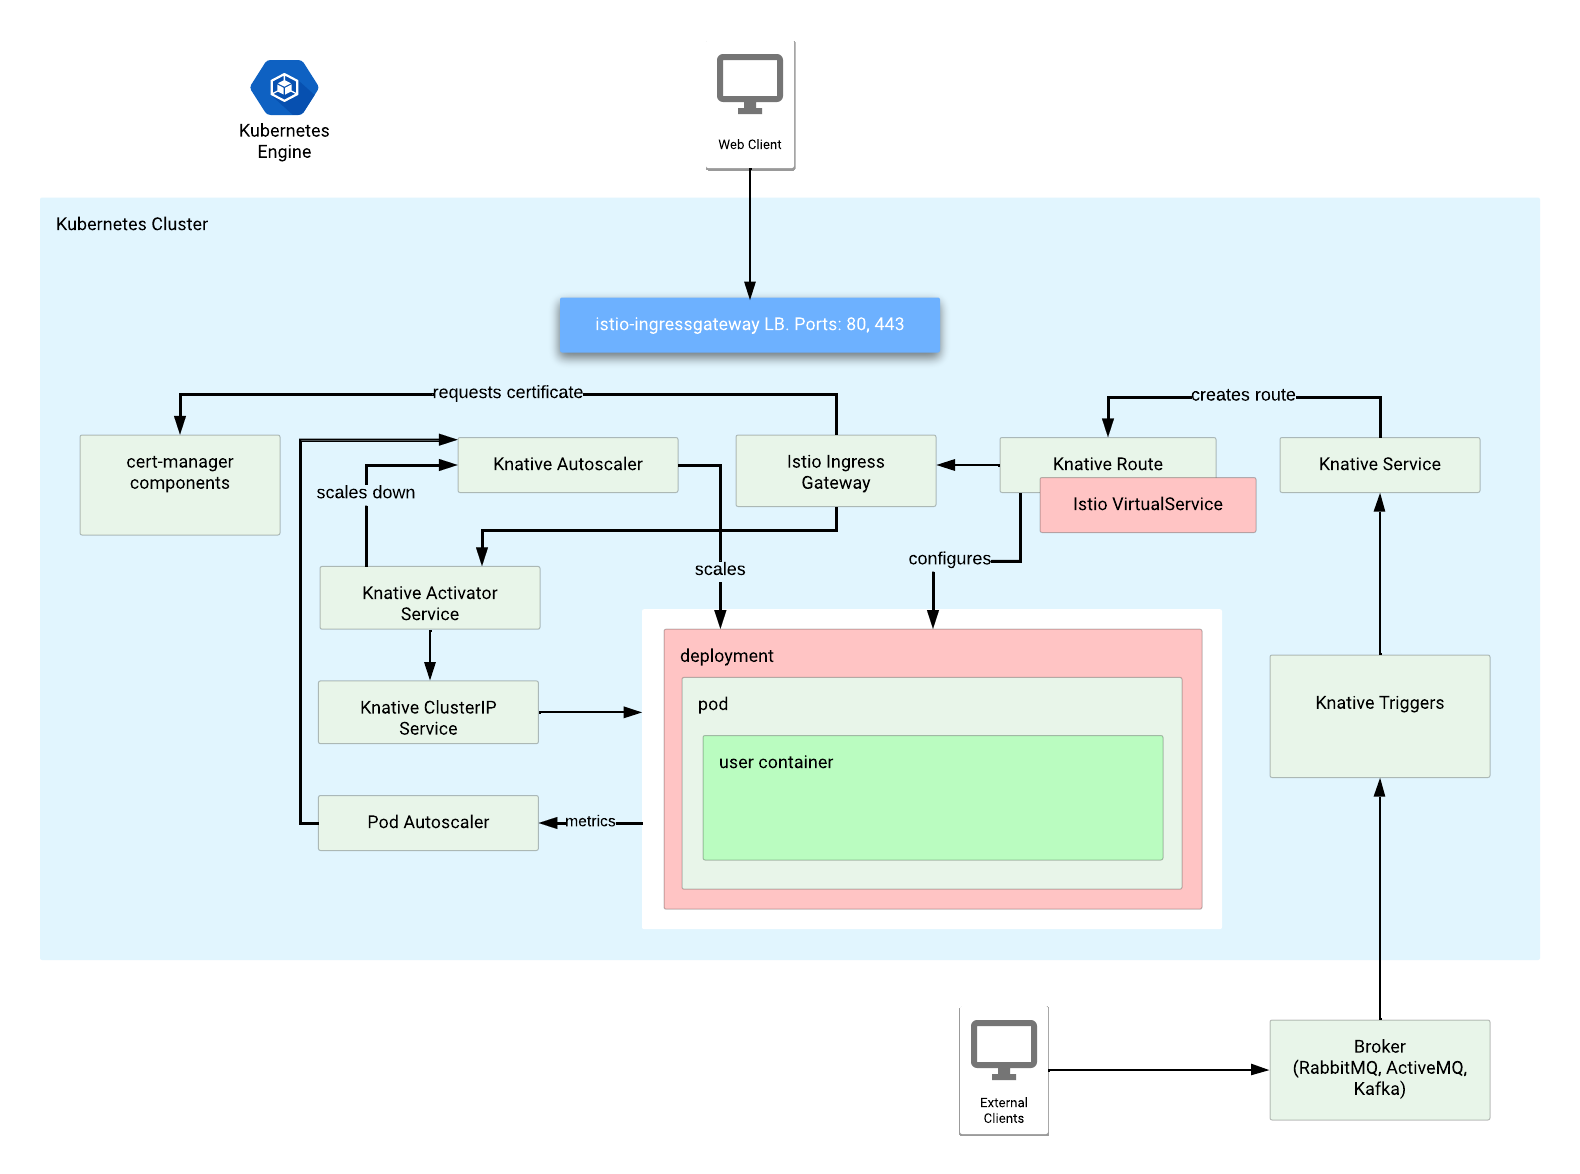 Kubernetes
Engine
Web Client
Kubernetes Cluster
istio-ingressgateway LB. Ports: 80, 443
requests certificate
creates route
cert-manager
components
Knative Autoscaler
scales down
Istio Ingress
Gateway
Knative Route
Istio VirtualService
Knative Service
configures
scales
Knative Activator
Service
deployment
pod
user container
Knative ClusterIP
Service
Knative Triggers
Pod Autoscaler
metrics
External
Clients
Broker
(RabbitMQ, ActiveMQ,
Kafka)